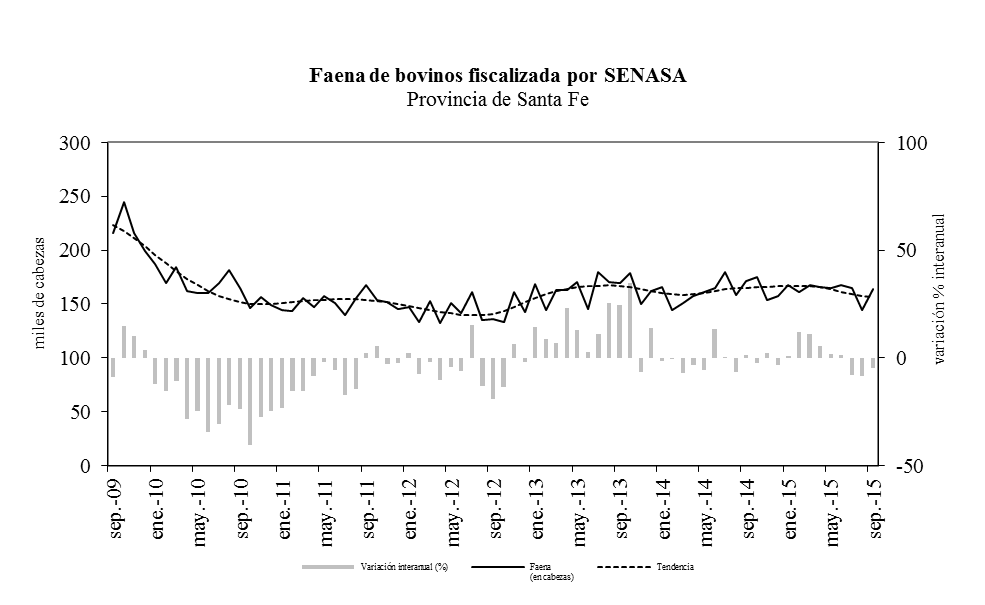 Faena de bovinos fiscalizada por SENASA
Provincia de Santa Fe
300
250
200
150
100
50
0
miles de cabezas
100
50
0
-50
variación % interanual
sep.-09
ene.-10
may.-10
sep.-10
ene.-11
may.-11
sep.-11
ene.-12
may.-12
sep.-12
ene.-13
may.-13
sep.-13
ene.-14
may.-14
sep.-14
ene.-15
may.-15
sep.-15
Variación interanual (%)
Faena
(en cabezas)
Tendencia